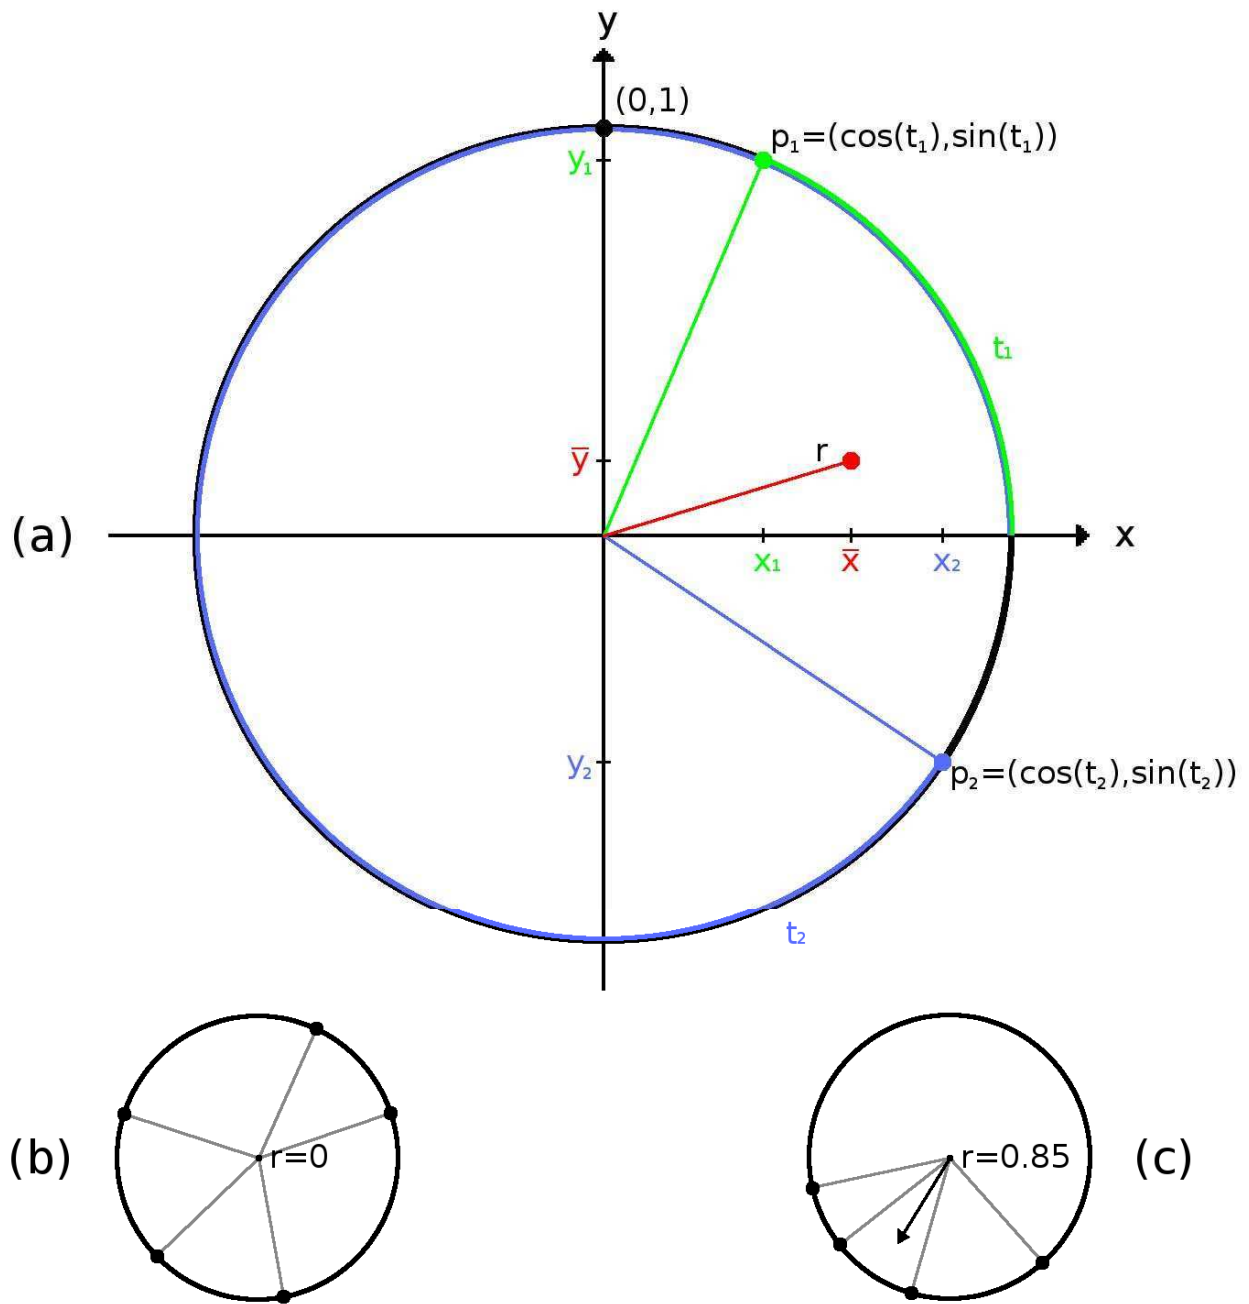 y
(0,1)
p₁=(cos(t₁),sin(t₁))
y₁
t₁
r
y̅
(a)
x
x₁
x̅
x₂
y₂
p₂=(cos(t₂),sin(t₂))
t₂
(b)
r=0
r=0.85
(c)